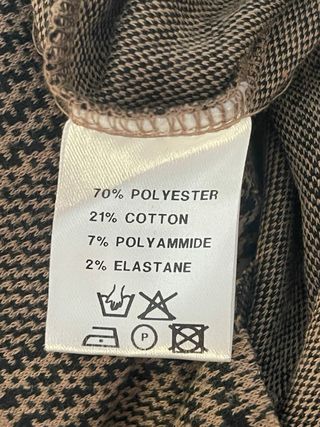 70% POLYESTER
21% COTTON
7% POLYAMMIDE
2% ELASTANE
P